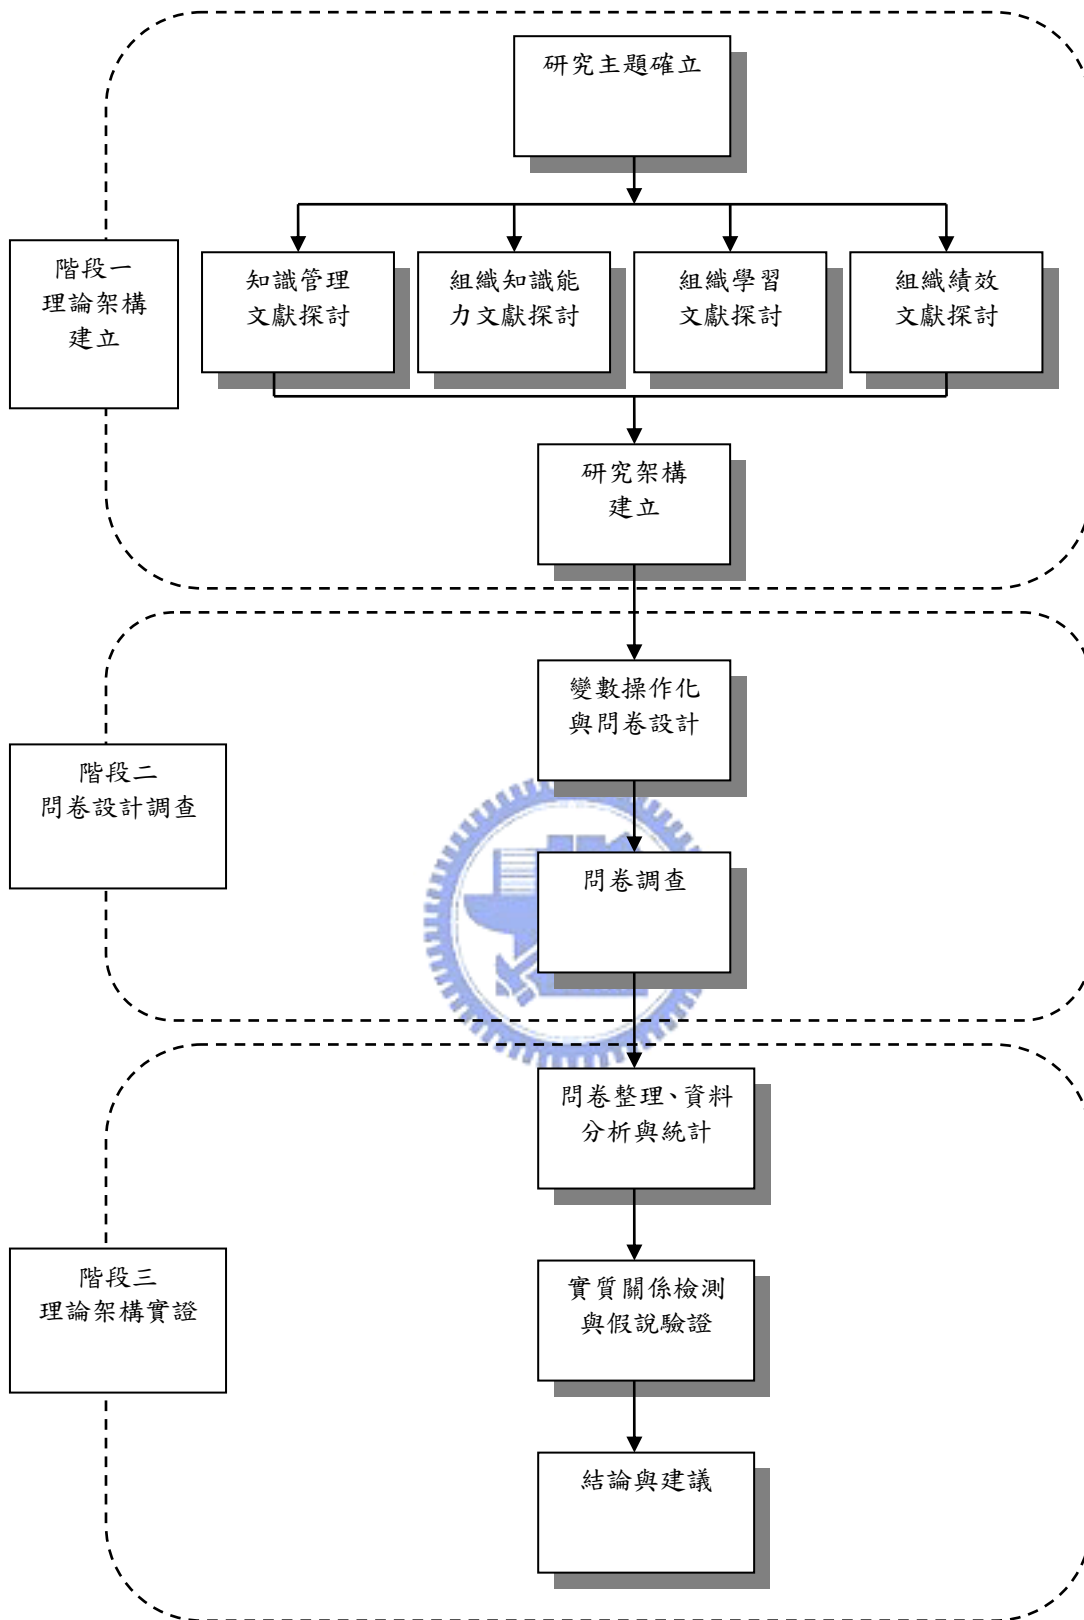 研究主題確立
階段一
理論架構
建立
知識管理
文獻探討
組織知識能
力文獻探討
組織學習
文獻探討
組織績效
文獻探討
研究架構
建立
階段二
問卷設計調查
變數操作化
與問卷設計
問卷調查
階段三
理論架構實證
問卷整理、資料
分析與統計
實質關係檢測
與假說驗證
結論與建議